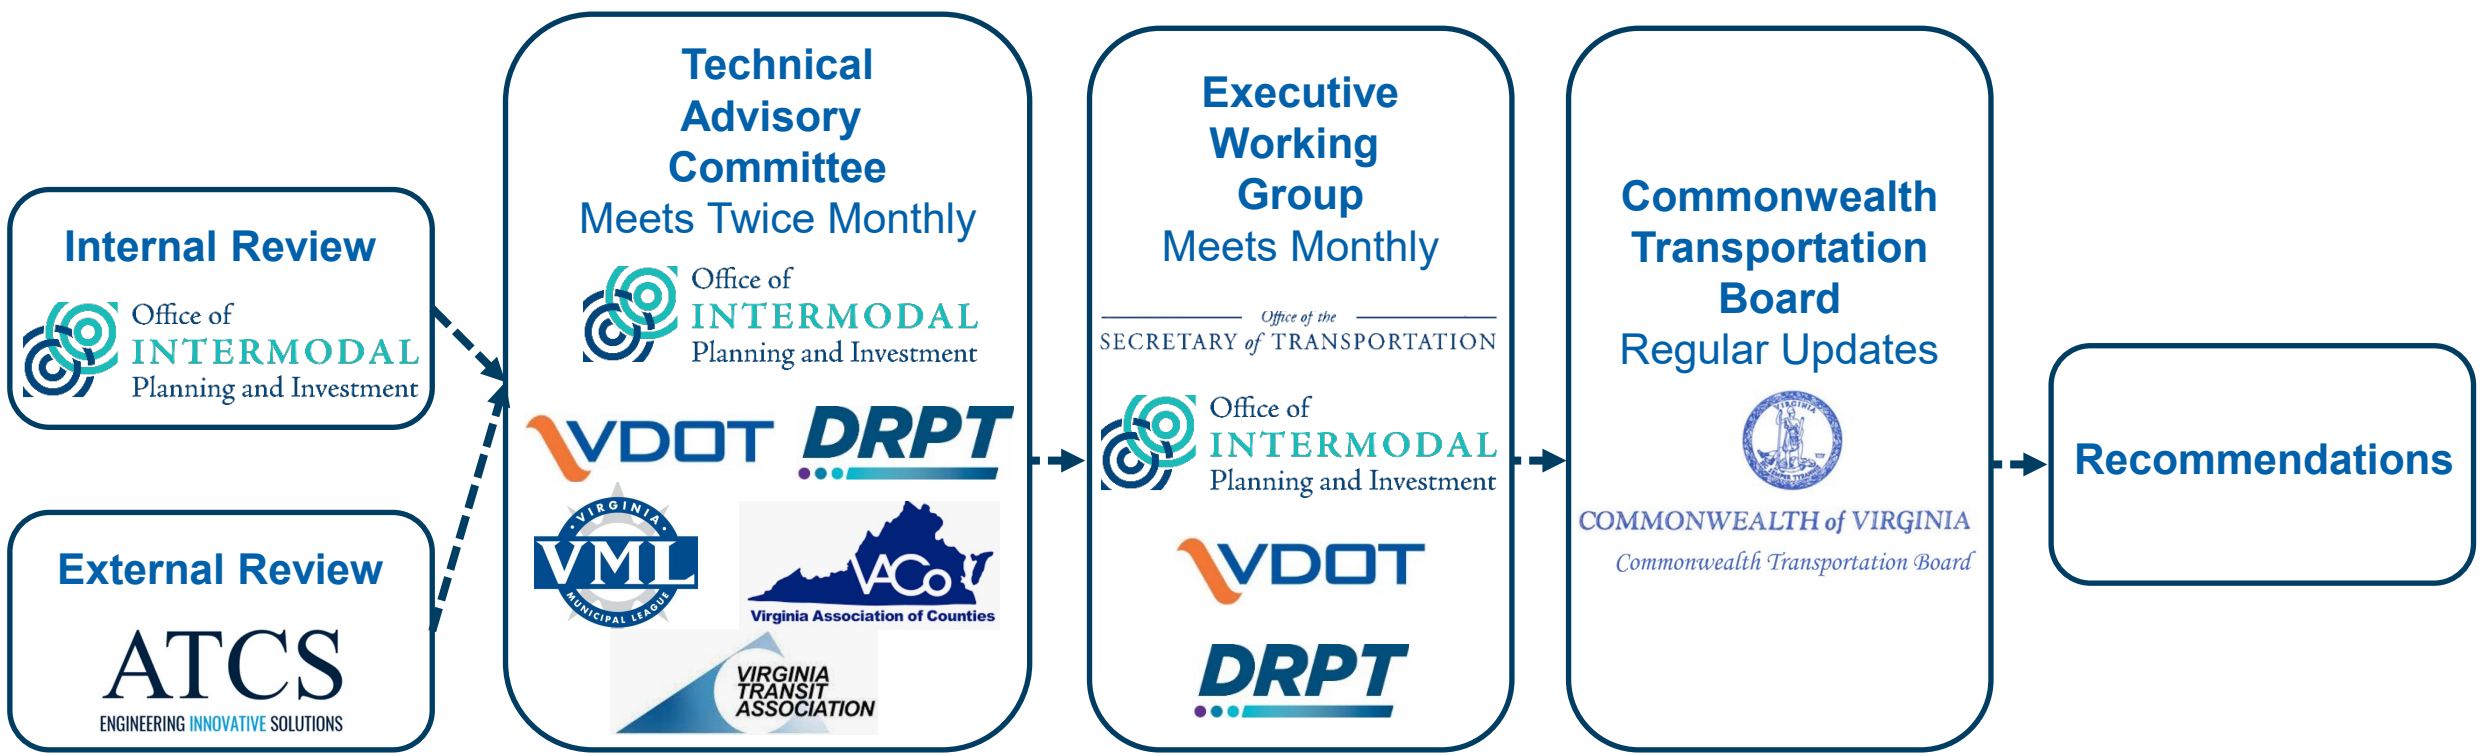 Internal Review
Office of
INTERMODAL
Planning and Investment
External Review
ATCS
ENGINEERING INNOVATIVE SOLUTIONS
Technical
Advisory
Committee
Meets Twice Monthly
Office of
INTERMODAL
Planning and Investment
VDOT
DRPT
VIRGINIA
VML
MUNICIPAL LEAGUE
VACo
Virginia Association of Counties
VIRGINIA
TRANSIT
ASSOCIATION
Executive
Working
Group
Meets Monthly
Office of the
SECRETARY of TRANSPORTATION
Office of
INTERMODAL
Planning and Investment
VDOT
DRPT
Commonwealth
Transportation
Board
Regular Updates
VIRGINIA
COMMONWEALTH of VIRGINIA
Commonwealth Transportation Board
Recommendations